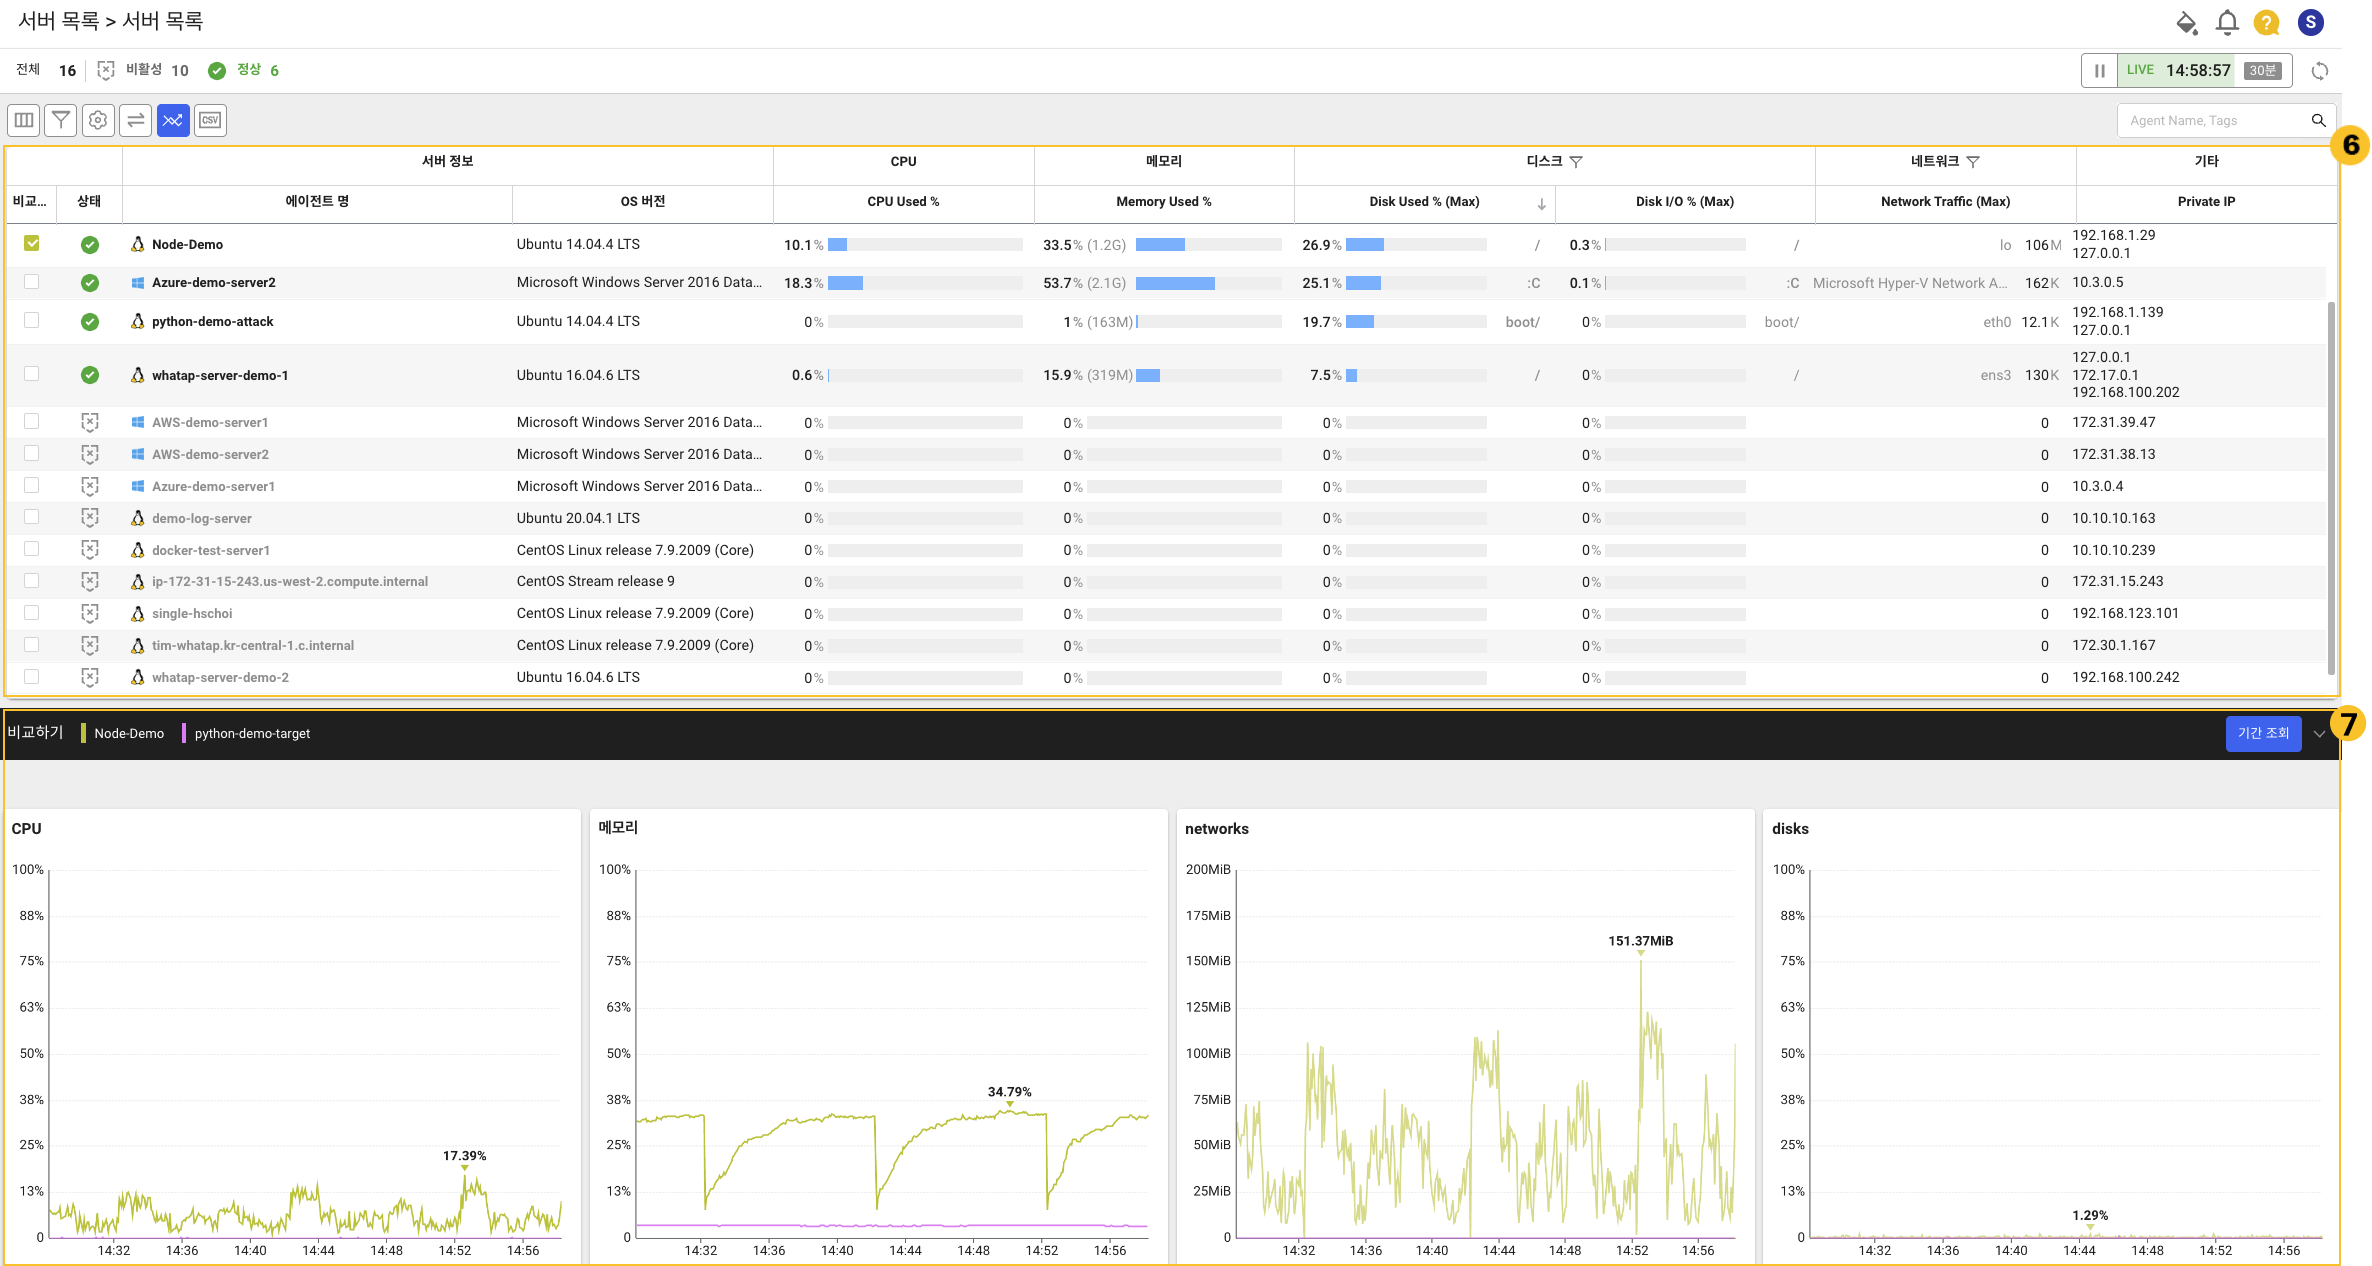 서버 목록 > 서버 목록
? S
전체 16 비활성 10 정상 6
LIVE 14:58:57 30분
CSV
Agent Name, Tags
6
서버 정보 CPU 메모리 디스크 네트워크 기타
비교... 상태 에이전트 명 OS 버전 CPU Used % Memory Used % Disk Used % (Max) Disk I/O % (Max) Network Traffic (Max) Private IP
Node-Demo Ubuntu 14.04.4 LTS 10.1% 33.5% (1.2G) 26.9% / 0.3% / lo 106M 192.168.1.29
127.0.0.1
Azure-demo-server2 Microsoft Windows Server 2016 Data... 18.3% 53.7% (2.1G) 25.1% :C 0.1% :C Microsoft Hyper-V Network A... 162K 10.3.0.5
python-demo-attack Ubuntu 14.04.4 LTS 0% 1% (163M) 19.7% boot/ 0% boot/ eth0 12.1K 192.168.1.139
127.0.0.1
whatap-server-demo-1 Ubuntu 16.04.6 LTS 0.6% 15.9% (319M) 7.5% / 0% / ens3 130K 127.0.0.1
172.17.0.1
192.168.100.202
AWS-demo-server1 Microsoft Windows Server 2016 Data... 0% 0% 0% 0% 0 172.31.39.47
AWS-demo-server2 Microsoft Windows Server 2016 Data... 0% 0% 0% 0% 0 172.31.38.13
Azure-demo-server1 Microsoft Windows Server 2016 Data... 0% 0% 0% 0% 0 10.3.0.4
demo-log-server Ubuntu 20.04.1 LTS 0% 0% 0% 0% 0 10.10.10.163
docker-test-server1 CentOS Linux release 7.9.2009 (Core) 0% 0% 0% 0% 0 10.10.10.239
ip-172-31-15-243.us-west-2.compute.internal CentOS Stream release 9 0% 0% 0% 0% 0 172.31.15.243
single-hschoi CentOS Linux release 7.9.2009 (Core) 0% 0% 0% 0% 0 192.168.123.101
tim-whatap.kr-central-1.c.internal CentOS Linux release 7.9.2009 (Core) 0% 0% 0% 0% 0 172.30.1.167
whatap-server-demo-2 Ubuntu 16.04.6 LTS 0% 0% 0% 0% 0 192.168.100.242
비교하기 Node-Demo python-demo-target 기간 조회 7
CPU
100%
88%
75%
63%
50%
38%
25%
17.39%
13%
0
14:32 14:36 14:40 14:44 14:48 14:52 14:56
메모리
100%
88%
75%
63%
50%
34.79%
38%
25%
13%
0
14:32 14:36 14:40 14:44 14:48 14:52 14:56
networks
200MiB
175MiB
151.37MiB
150MiB
125MiB
100MiB
75MiB
50MiB
25MiB
0
14:32 14:36 14:40 14:44 14:48 14:52 14:56
disks
100%
88%
75%
63%
50%
38%
25%
13%
1.29%
0
14:32 14:36 14:40 14:44 14:48 14:52 14:56